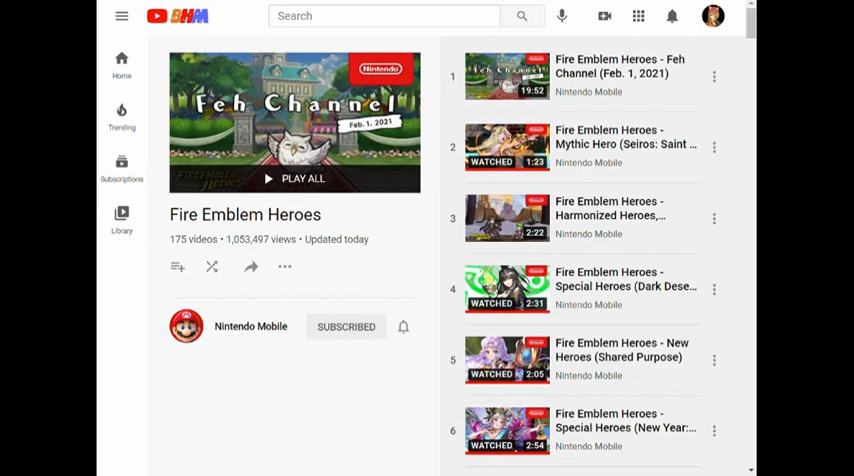 BHM
Search
Home
Trending
Subscriptions
Library
Nintendo
Feh Channel
Feb. 1, 2021
FIRE EMBLEM HEROES
PLAY ALL
Fire Emblem Heroes
175 videos • 1,053,497 views • Updated today
Nintendo Mobile
SUBSCRIBED
1
Feh Channel
19:52
Fire Emblem Heroes - Feh
Channel (Feb. 1, 2021)
Nintendo Mobile
2
WATCHED
1:23
Fire Emblem Heroes -
Mythic Hero (Seiros: Saint ...
Nintendo Mobile
3
2:22
Fire Emblem Heroes -
Harmonized Heroes,...
Nintendo Mobile
4
WATCHED
2:31
Fire Emblem Heroes -
Special Heroes (Dark Dese...
Nintendo Mobile
5
WATCHED
2:05
Fire Emblem Heroes - New
Heroes (Shared Purpose)
Nintendo Mobile
6
WATCHED
2:54
Fire Emblem Heroes -
Special Heroes (New Year:...
Nintendo Mobile